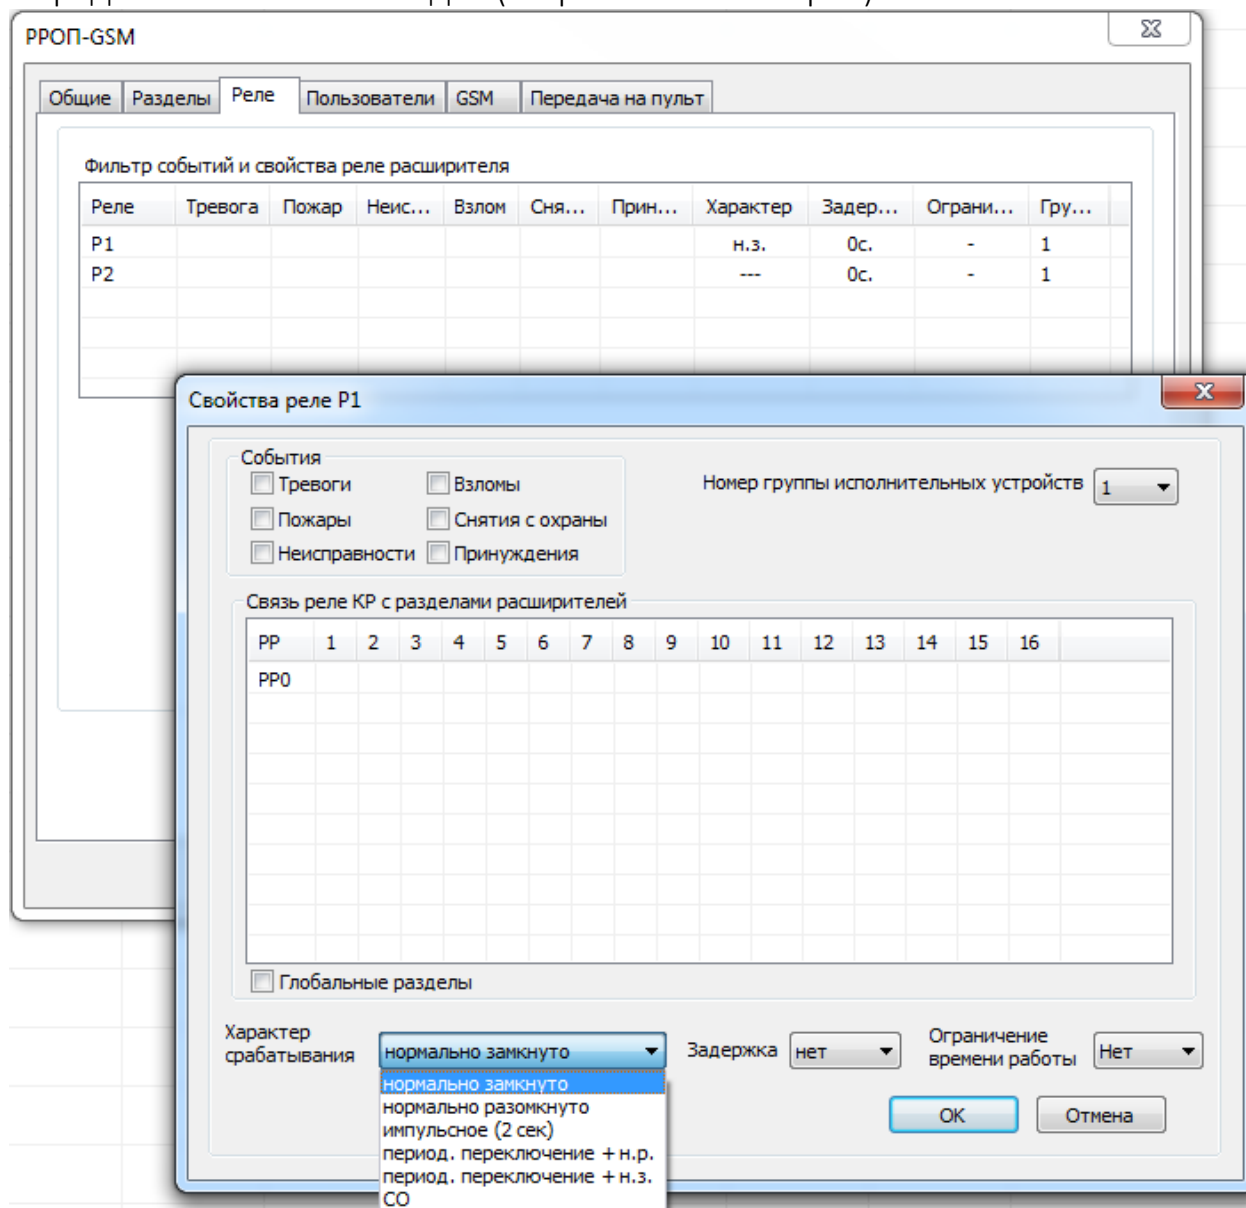 РРОП-GSM
Общие Разделы Реле Пользователи GSM Передача на пульт
Фильтр событий и свойства реле расширителя
Реле Тревога Пожар Неис... Взлом Сня... Прин... Характер Задер... Ограни... Гру...
Р1 н.з. 0с. - 1
Р2 --- 0с. - 1
Свойства реле Р1
События
Тревоги Взломы
Номер группы исполнительных устройств 1
Пожары Снятия с охраны
Неисправности Принуждения
Связь реле КР с разделами расширителей
РР 1 2 3 4 5 6 7 8 9 10 11 12 13 14 15 16
РР0
Глобальные разделы
Характер срабатывания нормально замкнуто Задержка нет Ограничение времени работы Нет
нормально замкнуто
нормально разомкнуто
импульсное (2 сек)
период. переключение + н.р.
период. переключение + н.з.
СО
ОК Отмена